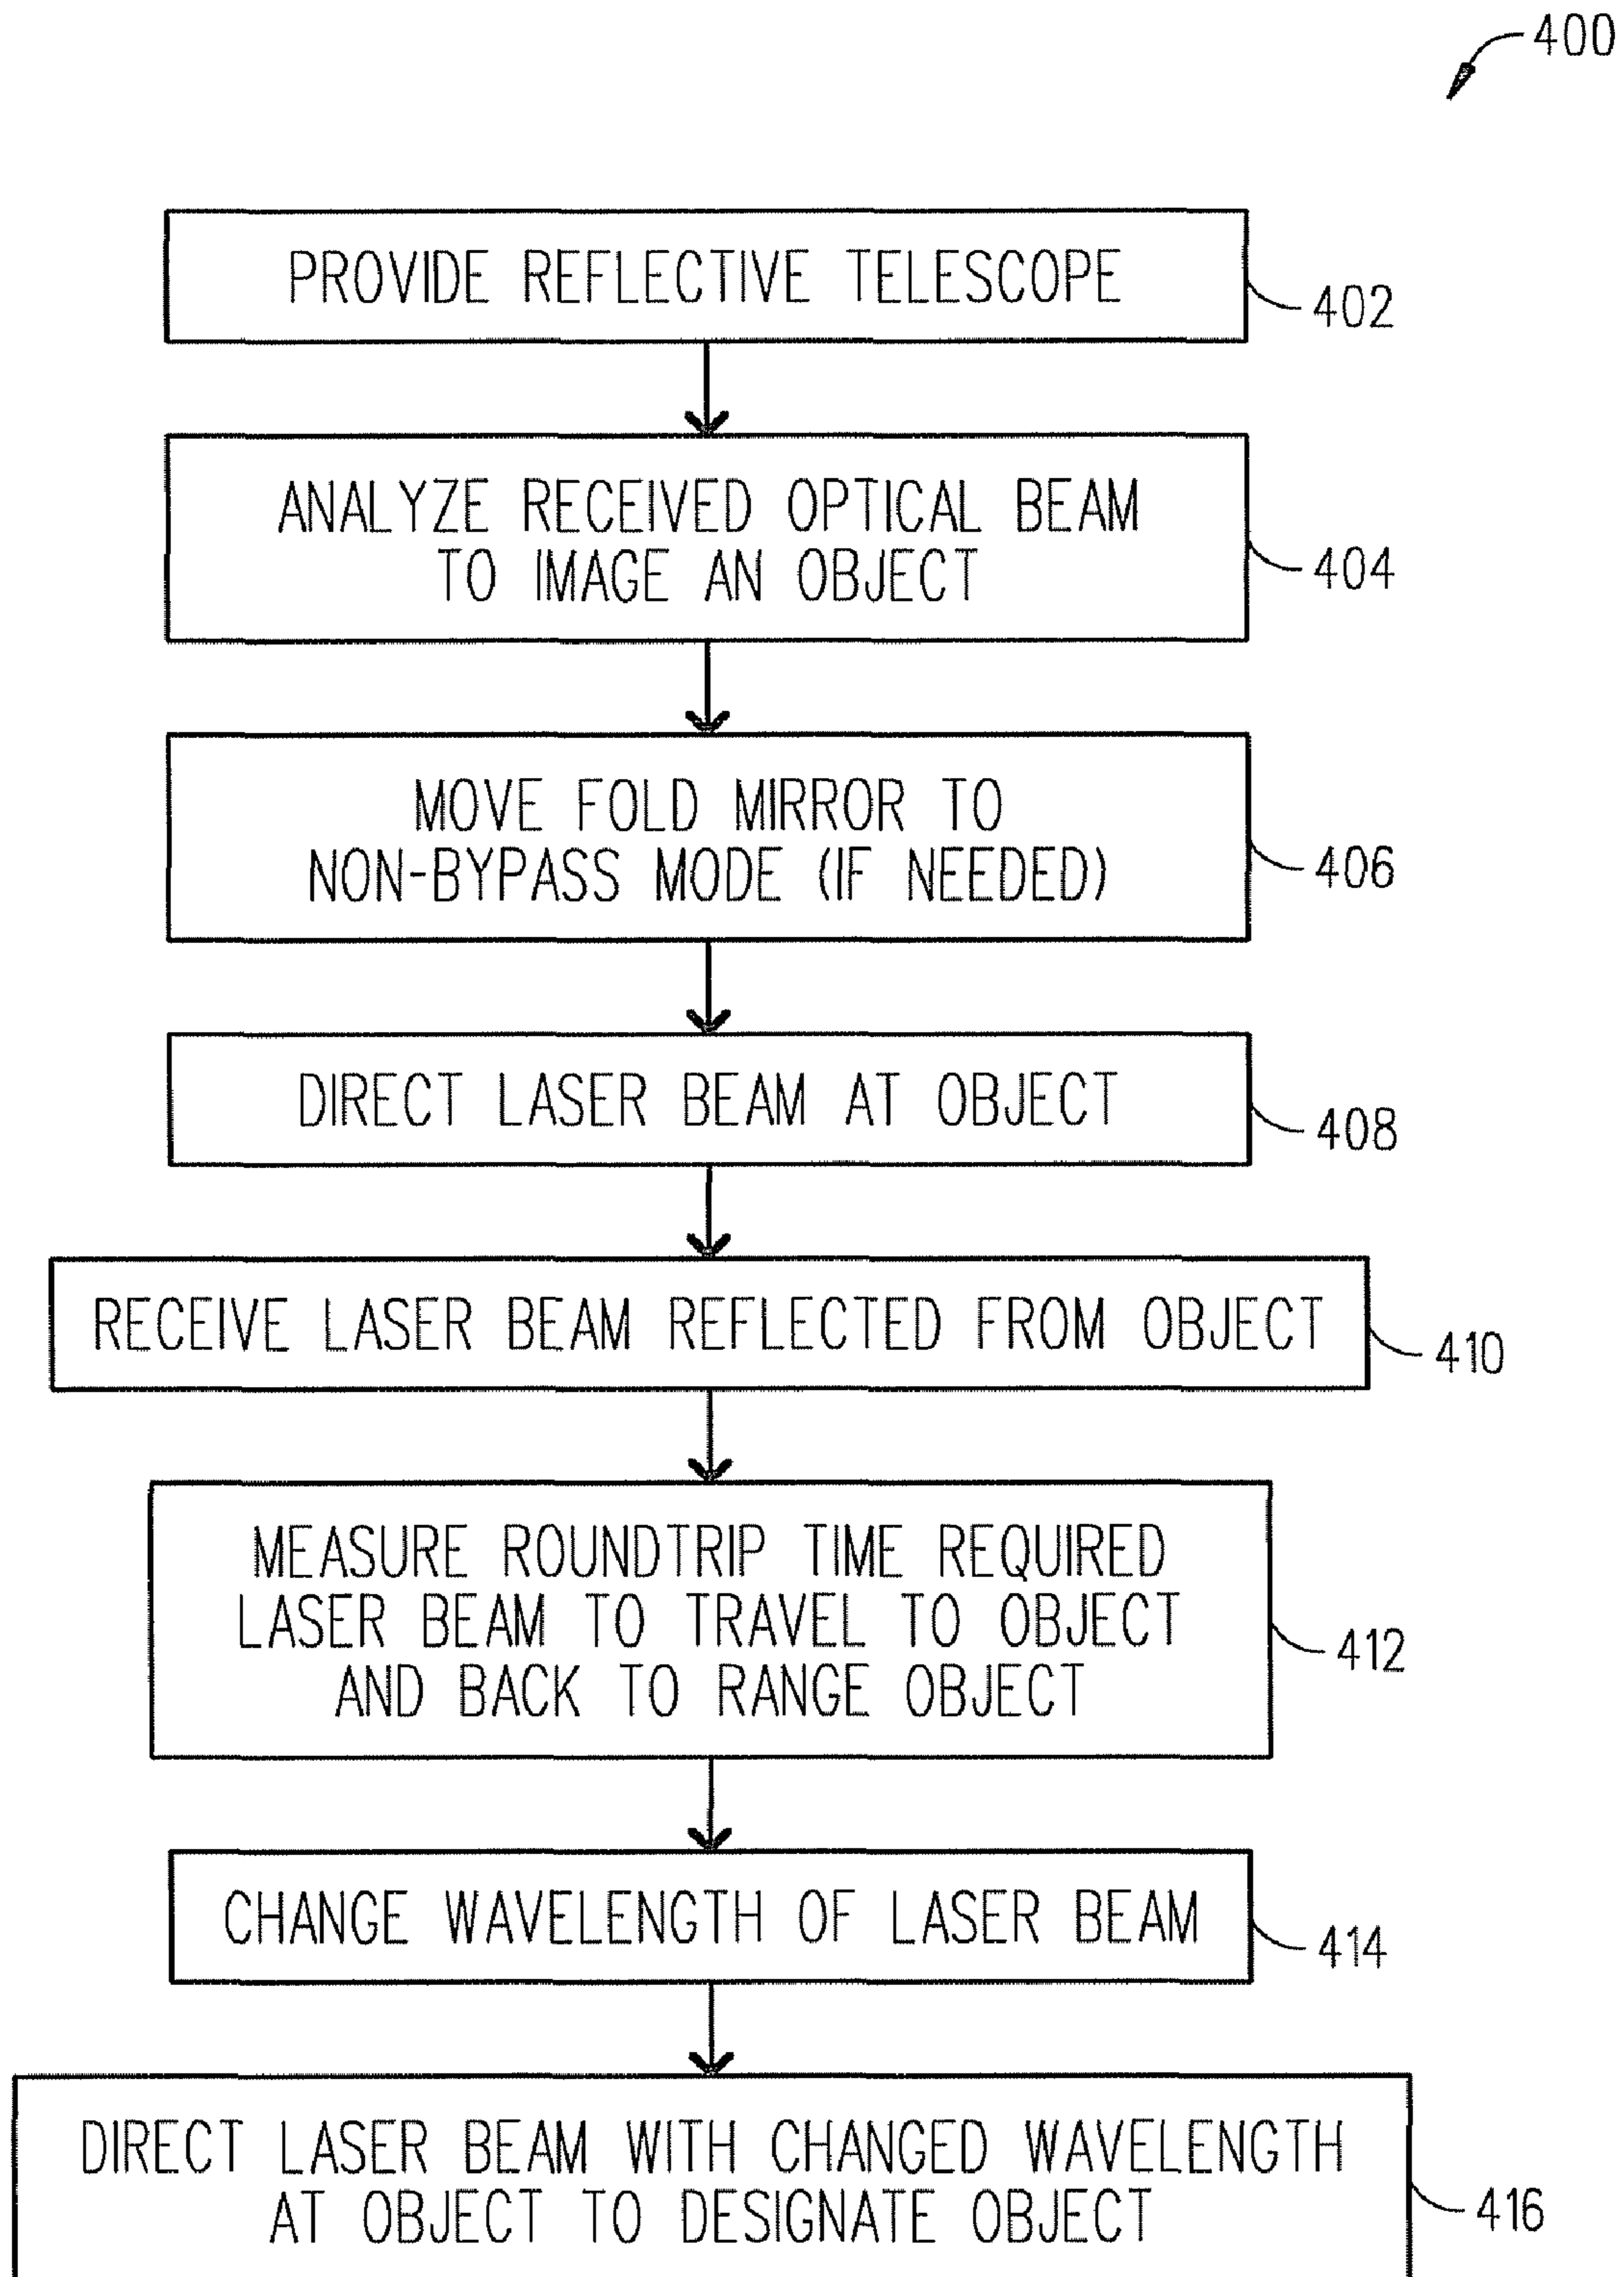 400
PROVIDE REFLECTIVE TELESCOPE
402
ANALYZE RECEIVED OPTICAL BEAM
TO IMAGE AN OBJECT
404
MOVE FOLD MIRROR TO
NON-BYPASS MODE (IF NEEDED)
406
DIRECT LASER BEAM AT OBJECT
408
RECEIVE LASER BEAM REFLECTED FROM OBJECT
410
MEASURE ROUNDTRIP TIME REQUIRED
LASER BEAM TO TRAVEL TO OBJECT
AND BACK TO RANGE OBJECT
412
CHANGE WAVELENGTH OF LASER BEAM
414
DIRECT LASER BEAM WITH CHANGED WAVELENGTH
AT OBJECT TO DESIGNATE OBJECT
416